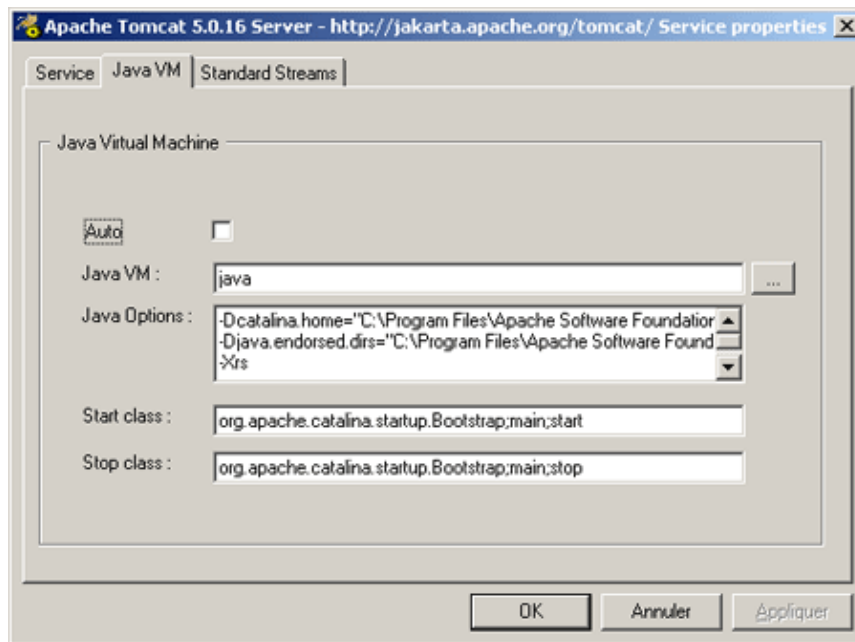 Apache Tomcat 5.0.16 Server - http://jakarta.apache.org/tomcat/ Service properties
Service Java VM Standard Streams
Java Virtual Machine
Auto
Java VM : java ...
Java Options : -Dcatalina.home="C:\Program Files\Apache Software Foundation
-Djava.endorsed.dirs="C:\Program Files\Apache Software Found
-Xrs
Start class : org.apache.catalina.startup.Bootstrap;main;start
Stop class : org.apache.catalina.startup.Bootstrap;main;stop
OK Annuler Appliquer